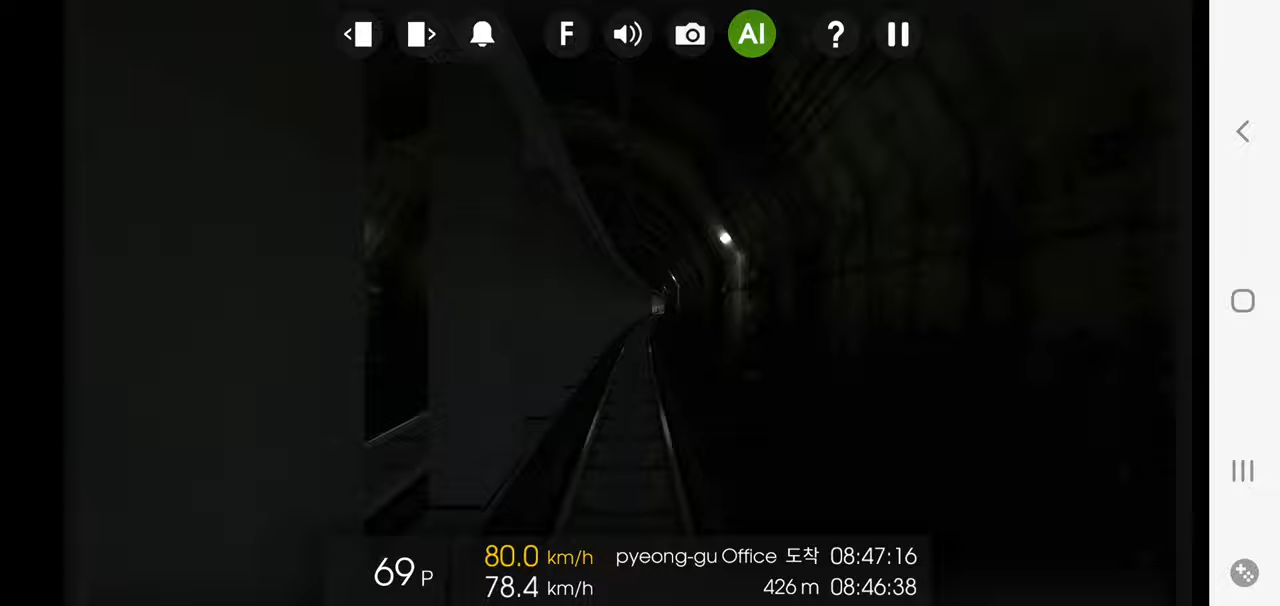 F
AI
?
69 P
80.0 km/h
78.4 km/h
pyeong-gu Office 도착 08:47:16
426 m 08:46:38